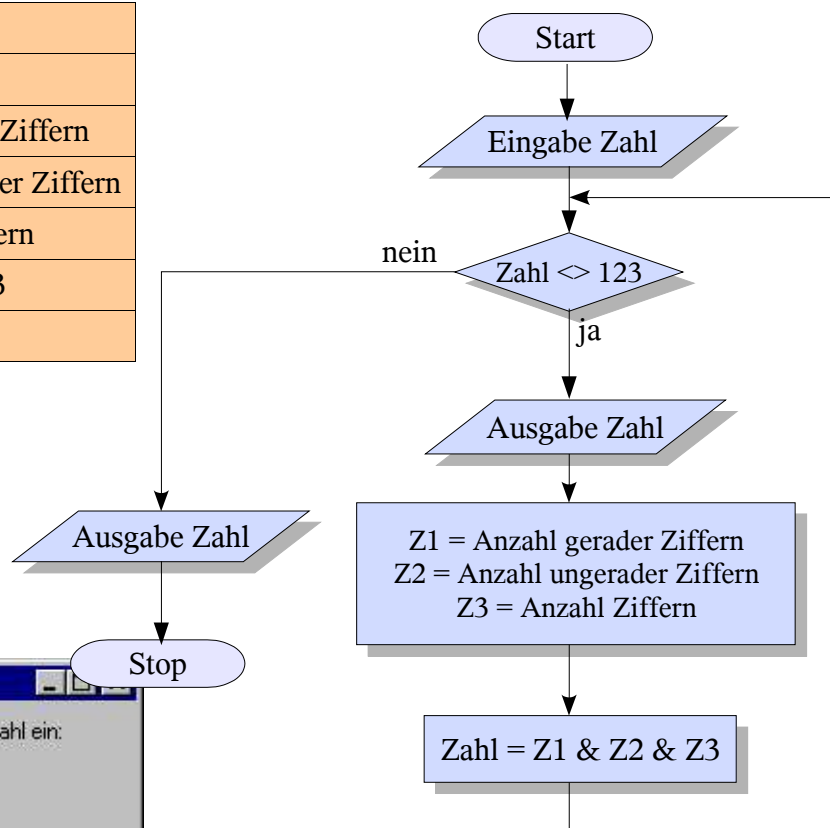 Ziffern
er Ziffern
ern
3
Start
Eingabe Zahl
Zahl <> 123
nein
ja
Ausgabe Zahl
Z1 = Anzahl gerader Ziffern
Z2 = Anzahl ungerader Ziffern
Z3 = Anzahl Ziffern
Zahl = Z1 & Z2 & Z3
Ausgabe Zahl
Stop
ahl ein: